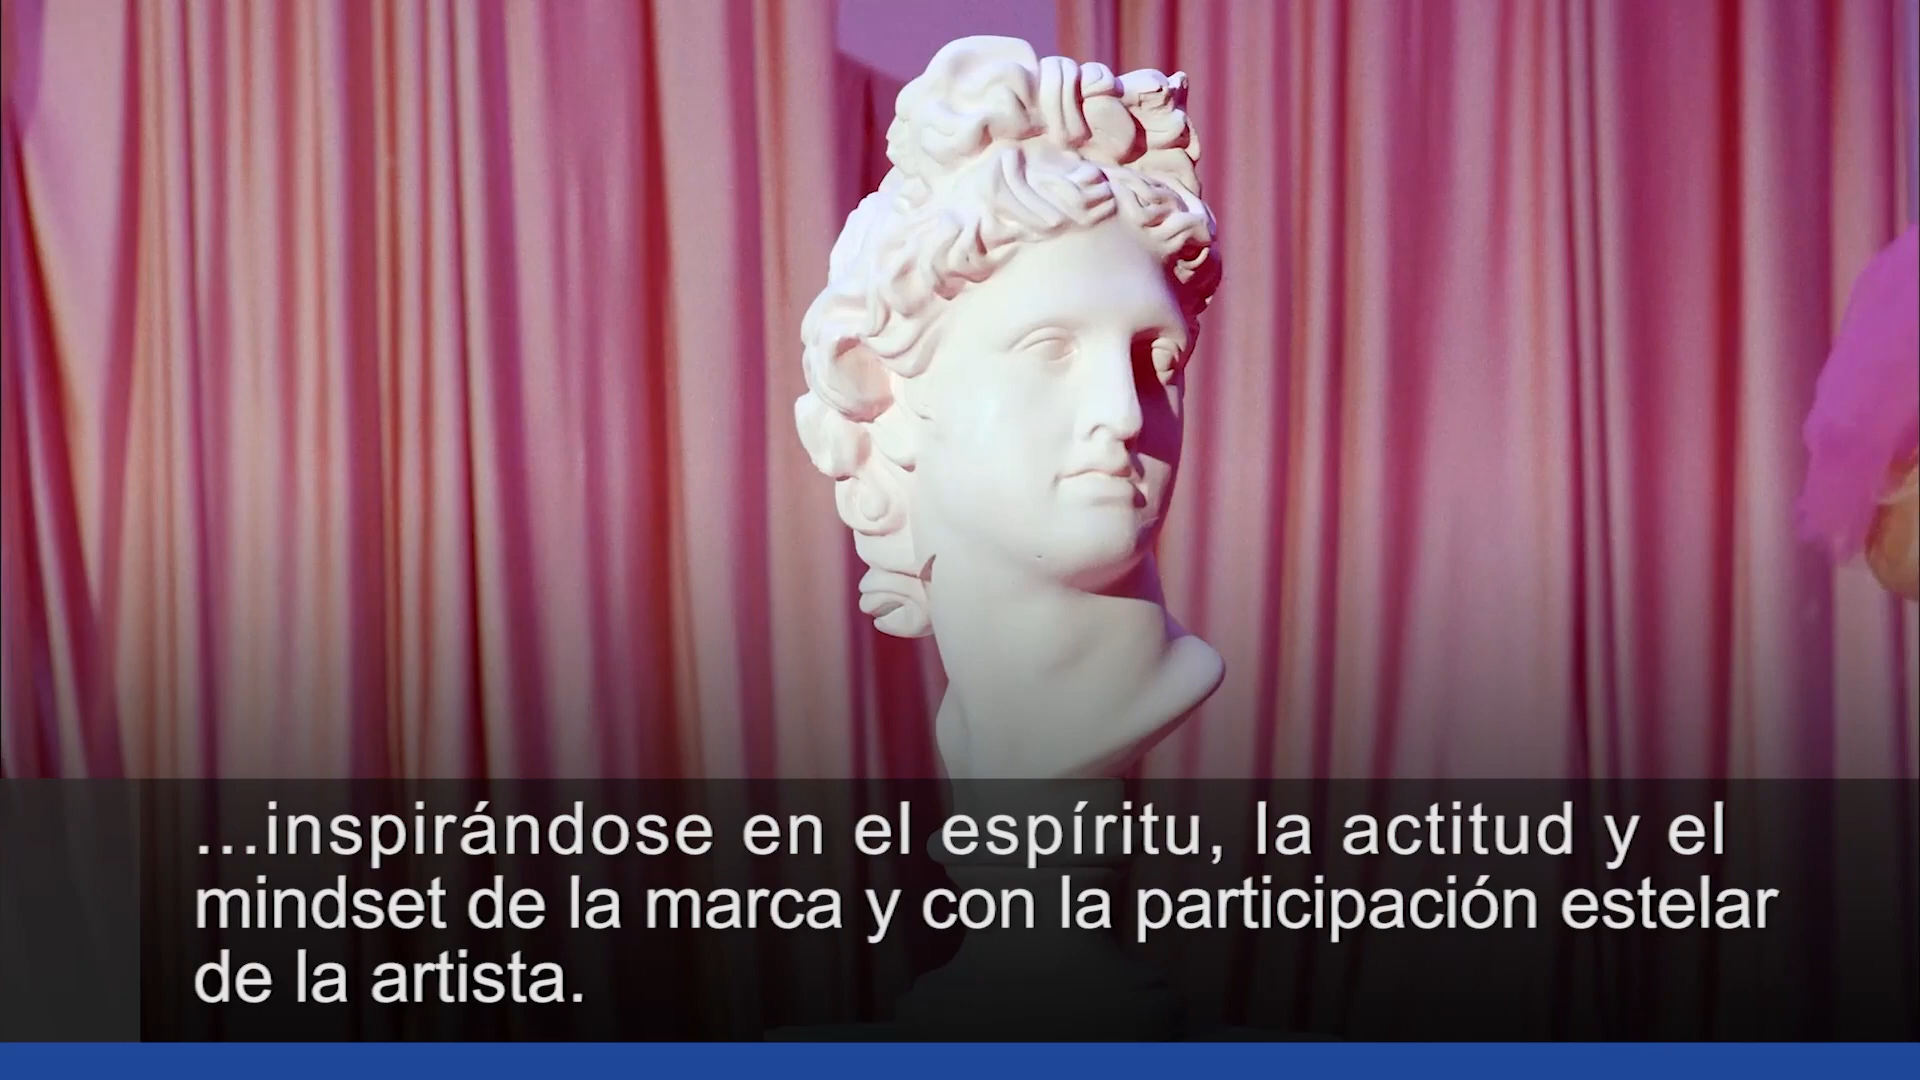 ...inspirándose en el espíritu, la actitud y el
mindset de la marca y con la participación estelar
de la artista.